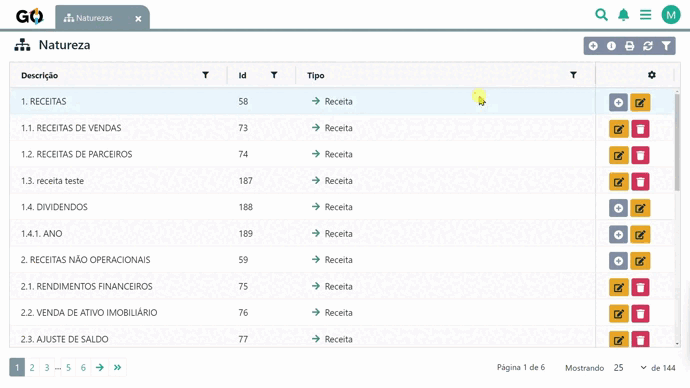 GO Naturezas × M
Natureza
Descrição Id Tipo
1. RECEITAS 58 Receita
1.1. RECEITAS DE VENDAS 73 Receita
1.2. RECEITAS DE PARCEIROS 74 Receita
1.3. receita teste 187 Receita
1.4. DIVIDENDOS 188 Receita
1.4.1. ANO 189 Receita
2. RECEITAS NÃO OPERACIONAIS 59 Receita
2.1. RENDIMENTOS FINANCEIROS 75 Receita
2.2. VENDA DE ATIVO IMOBILIÁRIO 76 Receita
2.3. AJUSTE DE SALDO 77 Receita
1 2 3 ... 5 6 Página 1 de 6 Mostrando 25 de 144